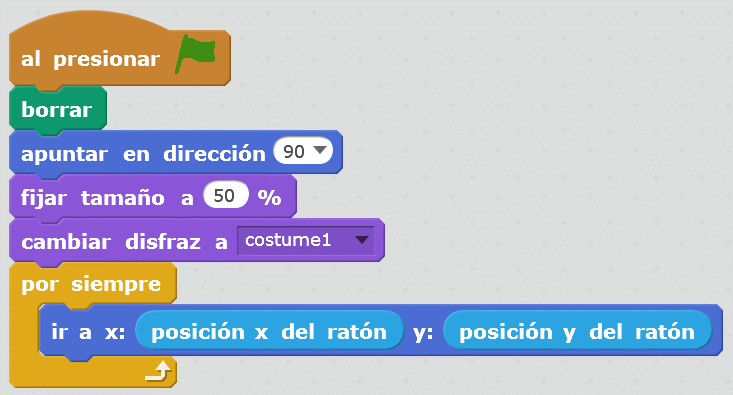 al presionar
borrar
apuntar en dirección 90
fijar tamaño a 50 %
cambiar disfraz a costume1
por siempre
ir a x: posición x del ratón y: posición y del ratón